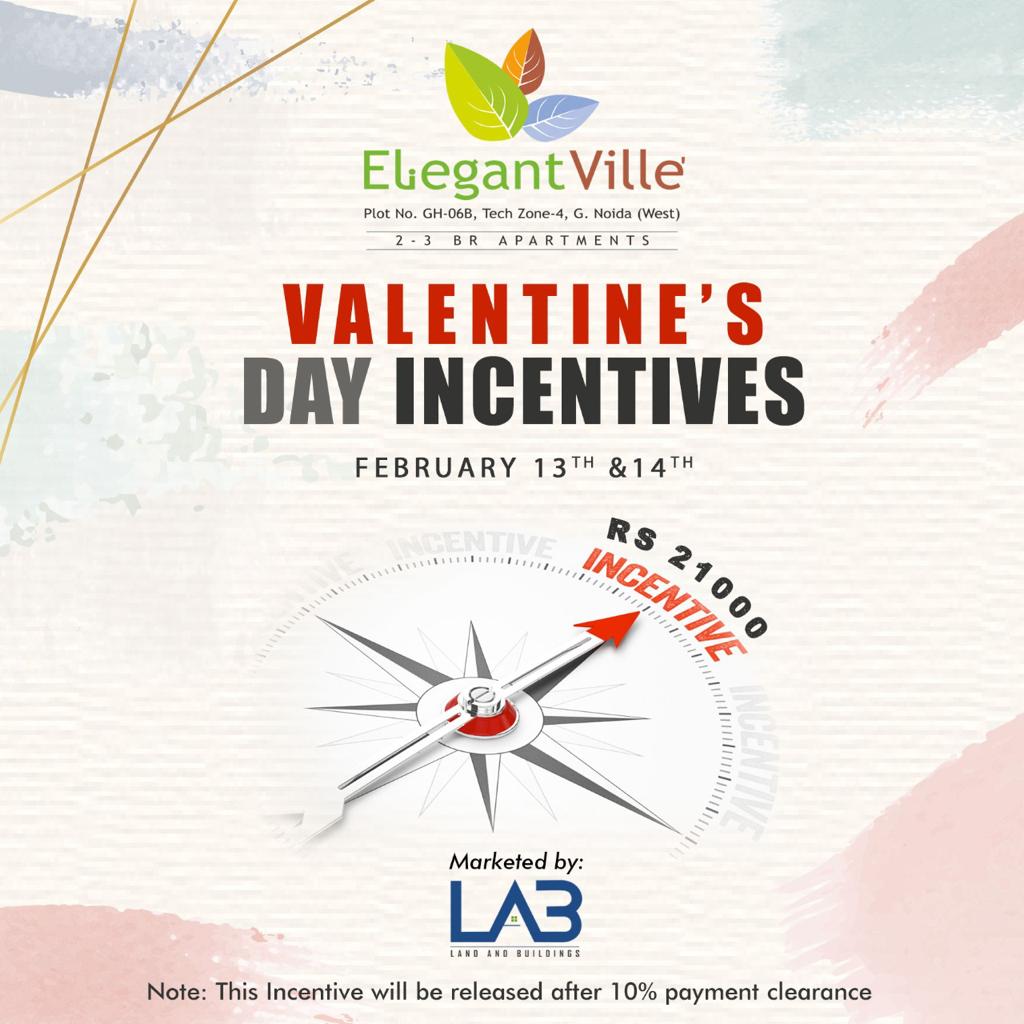 ElegantVille
Plot No. GH-06B, Tech Zone-4, G. Noida (West)
2-3 BR APARTMENTS
VALENTINE'S
DAY INCENTIVES
FEBRUARY 13TH &14TH
INCENTIVE
RS 21000
INCENTIVE
INCENTIVE
Marketed by:
LAB
LAND AND BUILDINGS
Note: This Incentive will be released after 10% payment clearance